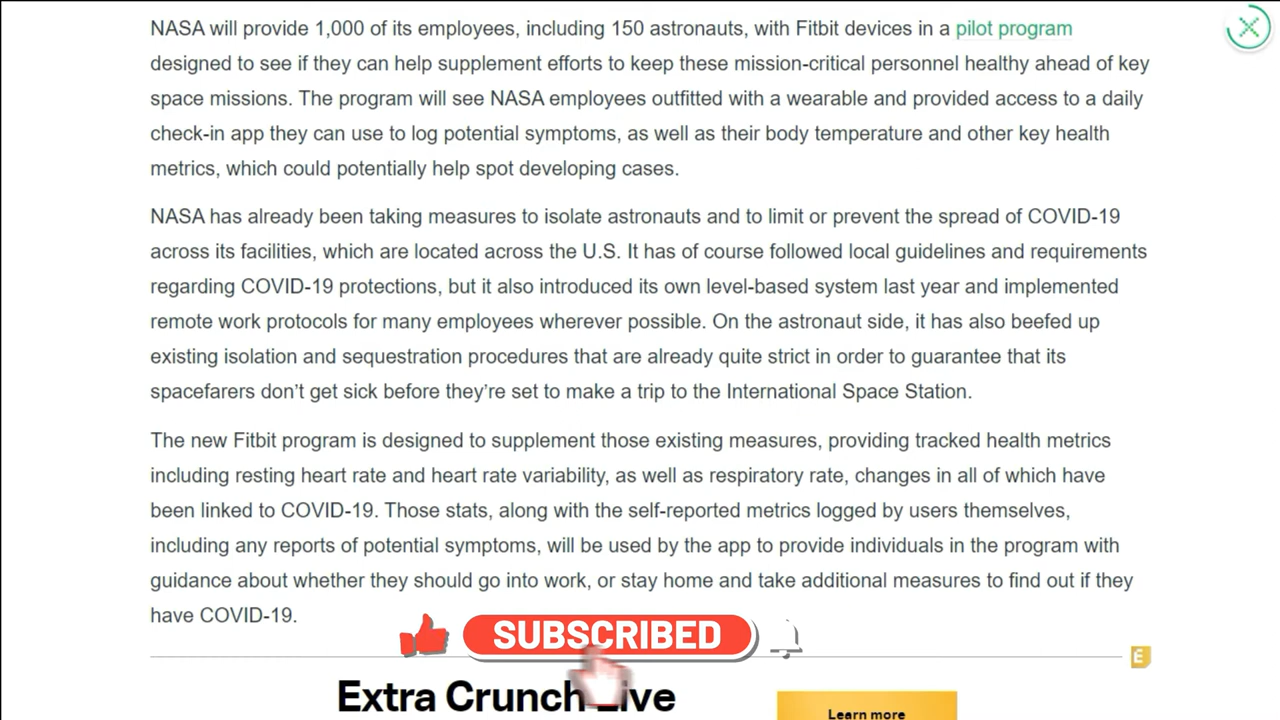 NASA will provide 1,000 of its employees, including 150 astronauts, with Fitbit devices in a pilot program
designed to see if they can help supplement efforts to keep these mission-critical personnel healthy ahead of key
space missions. The program will see NASA employees outfitted with a wearable and provided access to a daily
check-in app they can use to log potential symptoms, as well as their body temperature and other key health
metrics, which could potentially help spot developing cases.
NASA has already been taking measures to isolate astronauts and to limit or prevent the spread of COVID-19
across its facilities, which are located across the U.S. It has of course followed local guidelines and requirements
regarding COVID-19 protections, but it also introduced its own level-based system last year and implemented
remote work protocols for many employees wherever possible. On the astronaut side, it has also beefed up
existing isolation and sequestration procedures that are already quite strict in order to guarantee that its
spacefarers don’t get sick before they’re set to make a trip to the International Space Station.
The new Fitbit program is designed to supplement those existing measures, providing tracked health metrics
including resting heart rate and heart rate variability, as well as respiratory rate, changes in all of which have
been linked to COVID-19. Those stats, along with the self-reported metrics logged by users themselves,
including any reports of potential symptoms, will be used by the app to provide individuals in the program with
guidance about whether they should go into work, or stay home and take additional measures to find out if they
have COVID-19.
SUBSCRIBED
E
Extra Crunch Live
Learn more